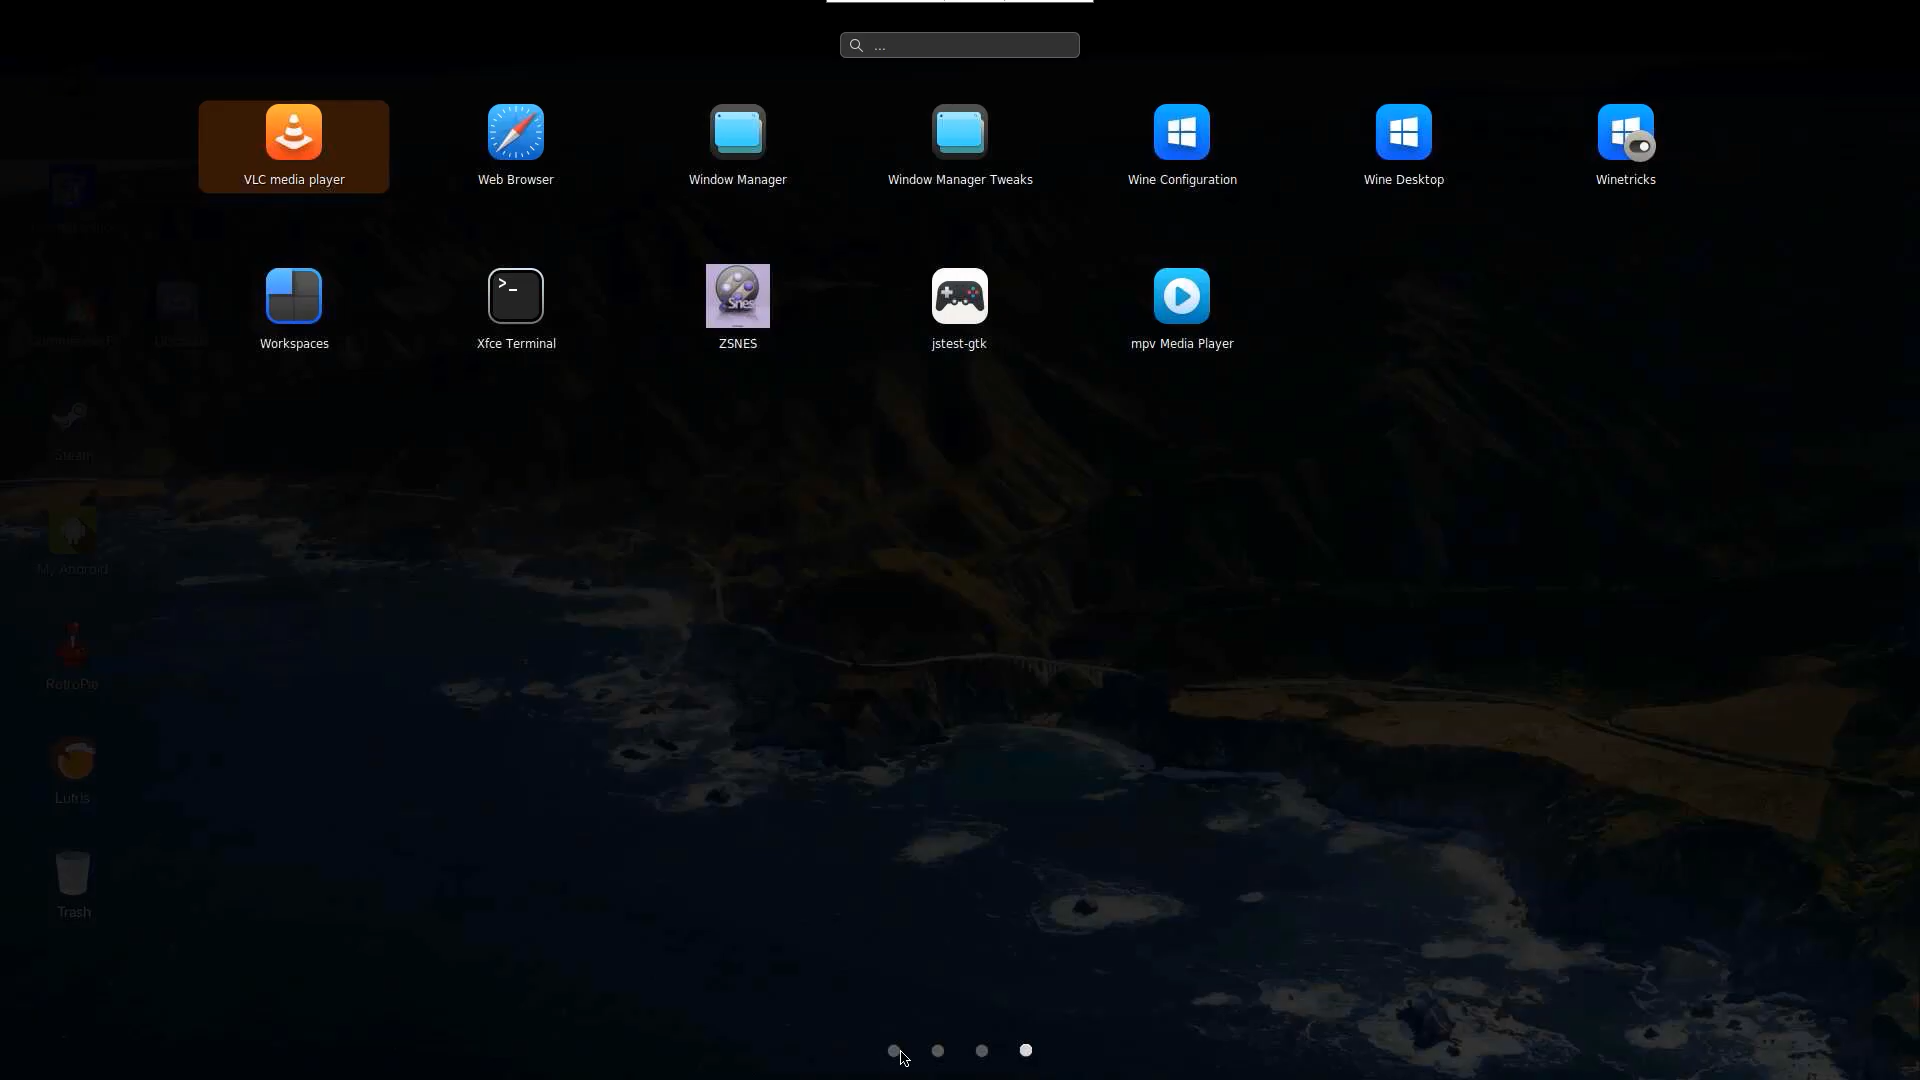 ...
VLC media player
Web Browser
Window Manager
Window Manager Tweaks
Wine Configuration
Wine Desktop
Winetricks
Workspaces
Xfce Terminal
>_
Snes
ZSNES
jstest-gtk
mpv Media Player
Steam
My Android
RetroPie
Lutris
Trash